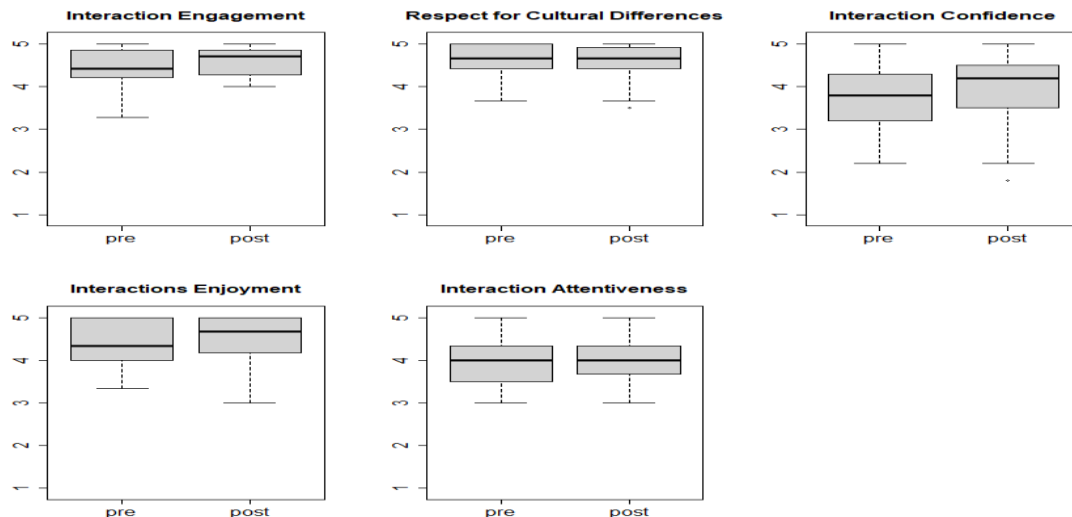 Interaction Engagement
5
4
3
2
1
pre post
Respect for Cultural Differences
5
4
3
2
1
pre post
Interaction Confidence
5
4
3
2
1
pre post
Interactions Enjoyment
5
4
3
2
1
pre post
Interaction Attentiveness
5
4
3
2
1
pre post